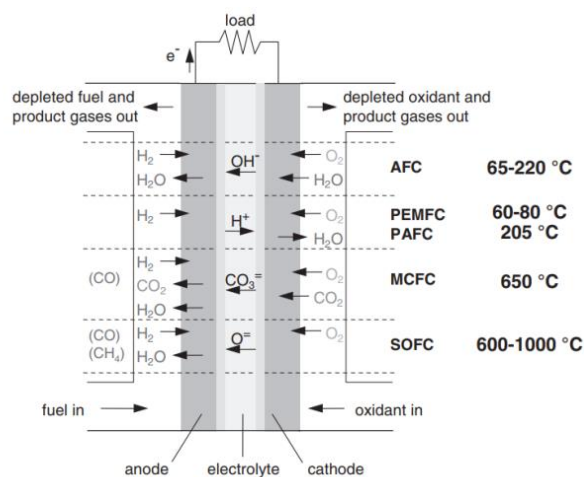 load
e-
depleted fuel and product gases out
depleted oxidant and product gases out
H2 OH- O2 AFC 65-220 °C
H2O H2O
H2 H+ O2 PEMFC 60-80 °C
H2O PAFC 205 °C
H2
(CO) CO2 CO3= O2 MCFC 650 °C
H2O CO2
(CO) H2 O= O2 SOFC 600-1000 °C
(CH4) H2O
fuel in oxidant in
anode electrolyte cathode